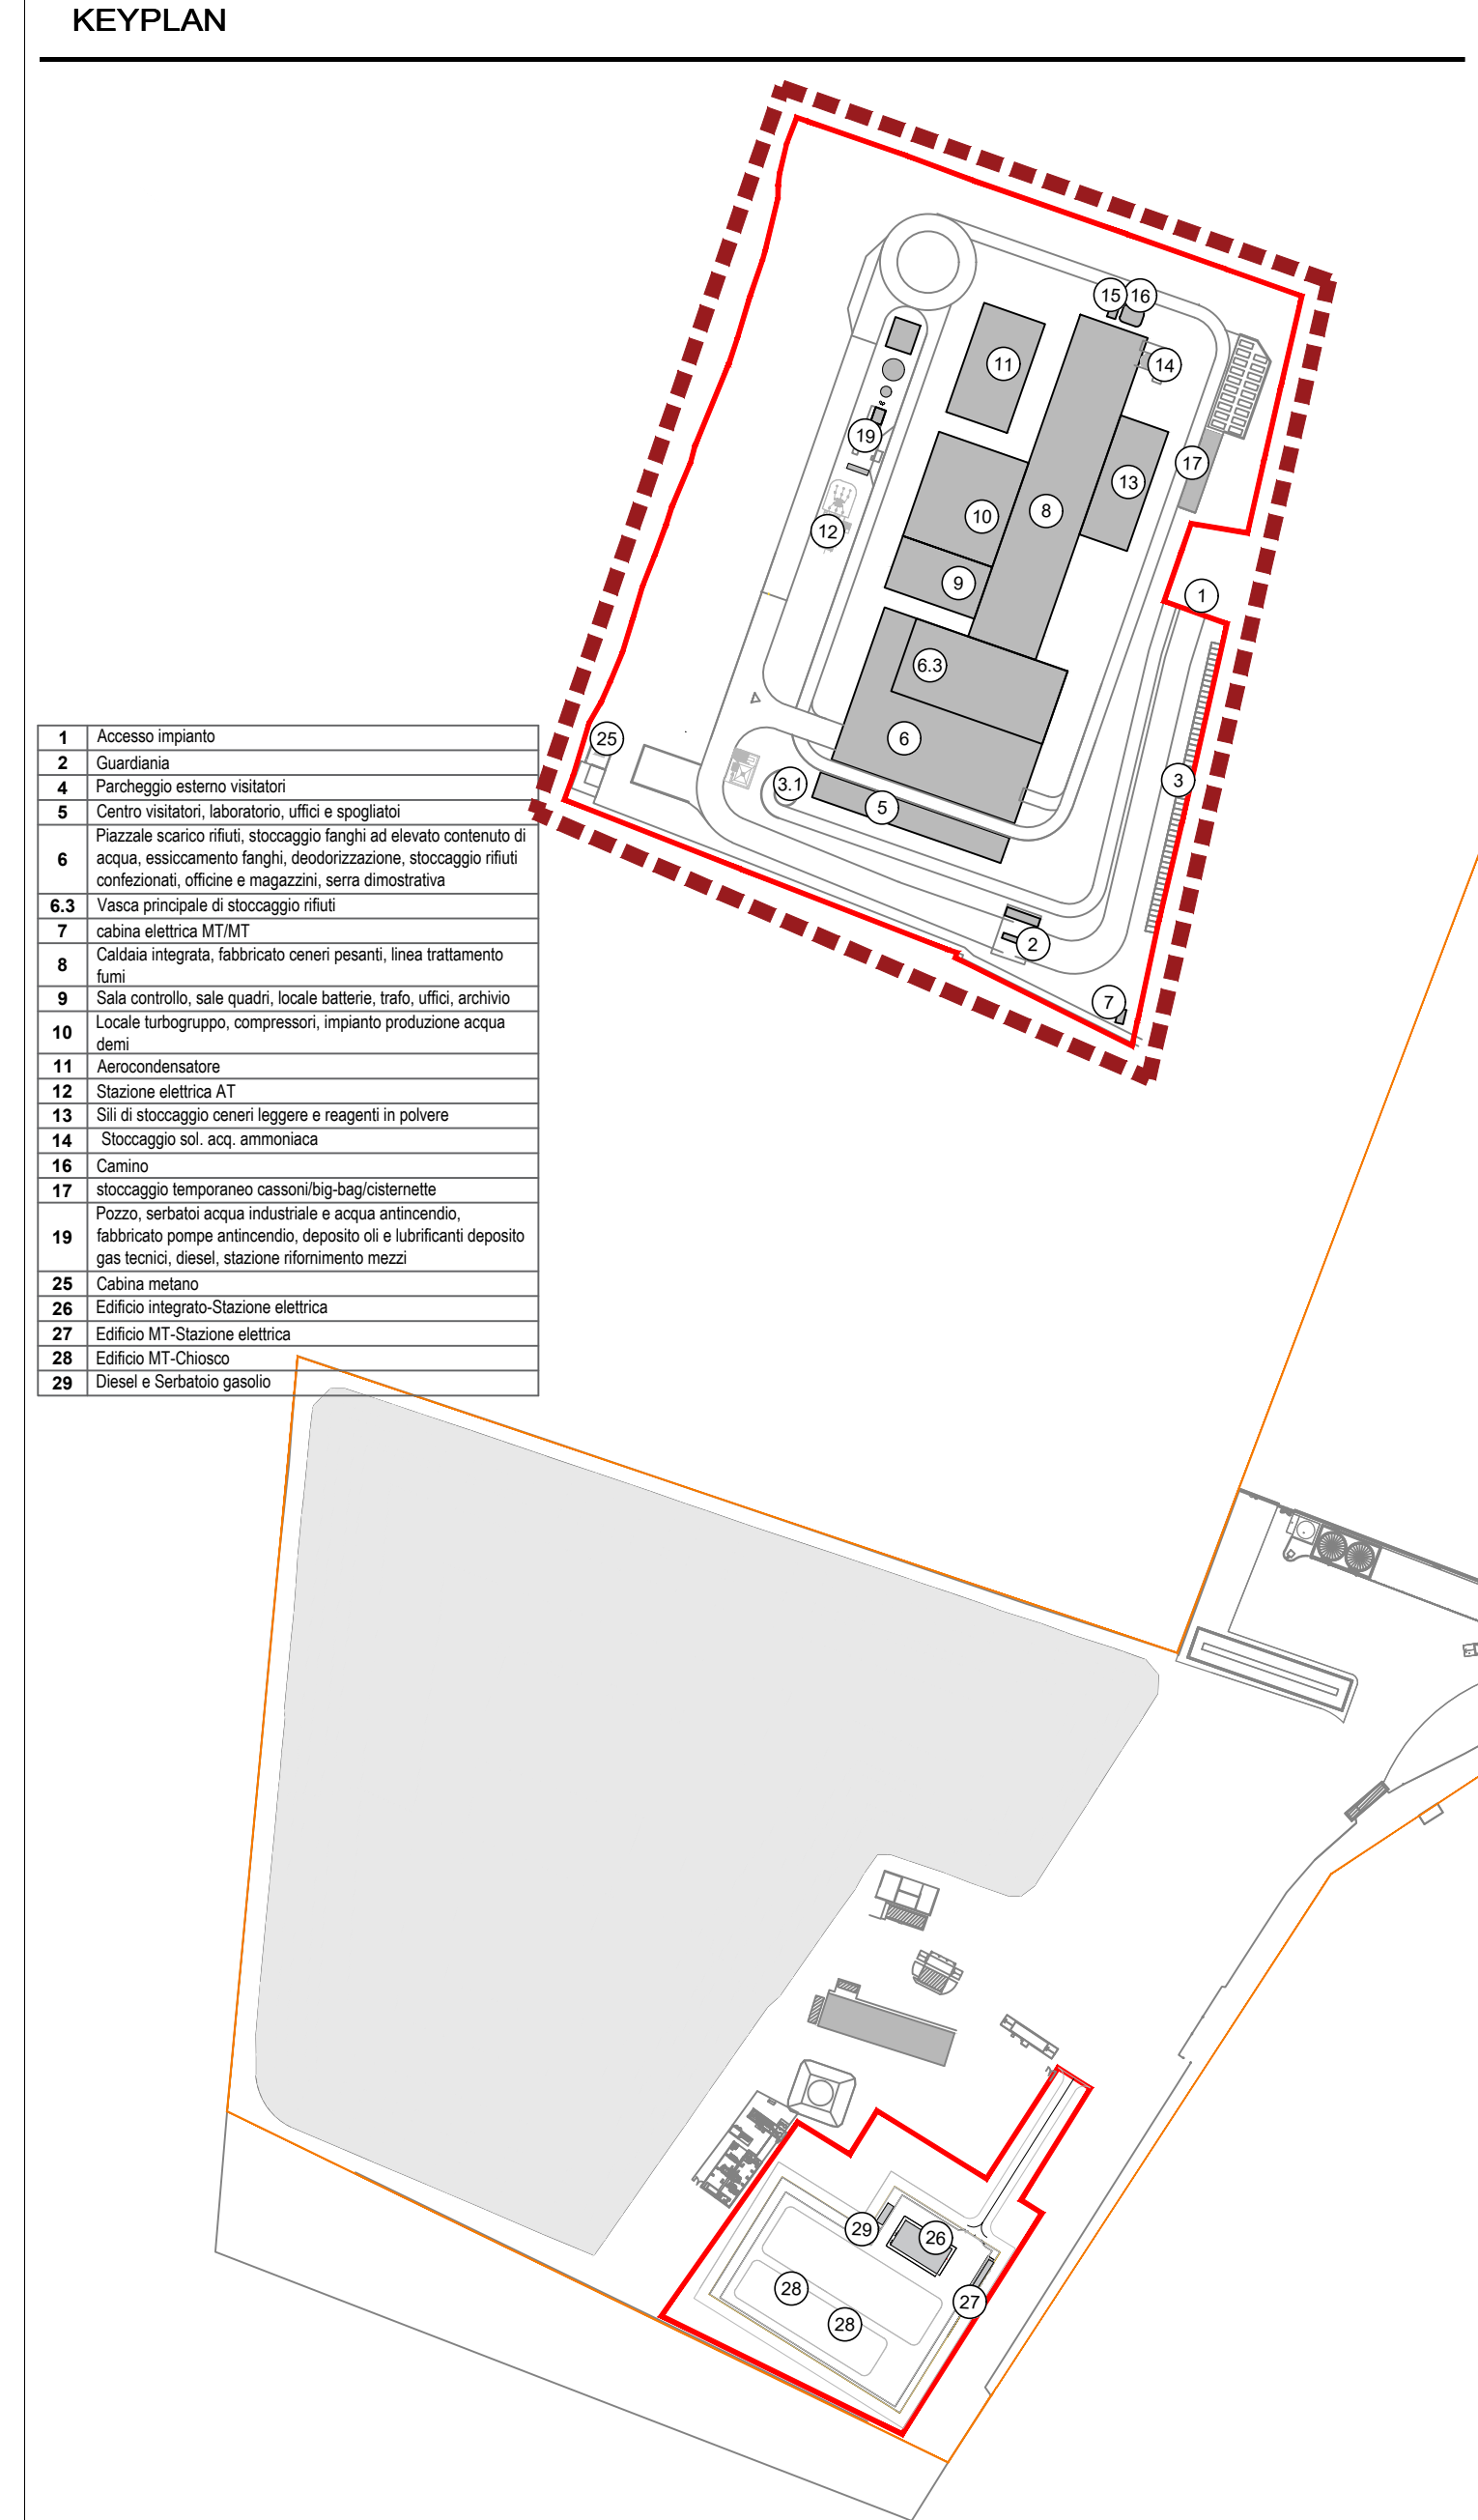 KEYPLAN
15
16
11
14
19
17
13
10
8
12
9
1
6.3
25
6
3.1
3
5
2
7
1 Accesso impianto
2 Guardiania
4 Parcheggio esterno visitatori
5 Centro visitatori, laboratorio, uffici e spogliatoi
6 Piazzale scarico rifiuti, stoccaggio fanghi ad elevato contenuto di
acqua, essiccamento fanghi, deodorizzazione, stoccaggio rifiuti
confezionati, officine e magazzini, serra dimostrativa
6.3 Vasca principale di stoccaggio rifiuti
7 cabina elettrica MT/MT
8 Caldaia integrata, fabbricato ceneri pesanti, linea trattamento
fumi
9 Sala controllo, sale quadri, locale batterie, trafo, uffici, archivio
10 Locale turbogruppo, compressori, impianto produzione acqua
demi
11 Aerocondensatore
12 Stazione elettrica AT
13 Sili di stoccaggio ceneri leggere e reagenti in polvere
14 Stoccaggio sol. acq. ammoniaca
16 Camino
17 stoccaggio temporaneo cassoni/big-bag/cisternette
19 Pozzo, serbatoi acqua industriale e acqua antincendio,
fabbricato pompe antincendio, deposito oli e lubrificanti deposito
gas tecnici, diesel, stazione rifornimento mezzi
25 Cabina metano
26 Edificio integrato-Stazione elettrica
27 Edificio MT-Stazione elettrica
28 Edificio MT-Chiosco
29 Diesel e Serbatoio gasolio
29
26
28
27
28